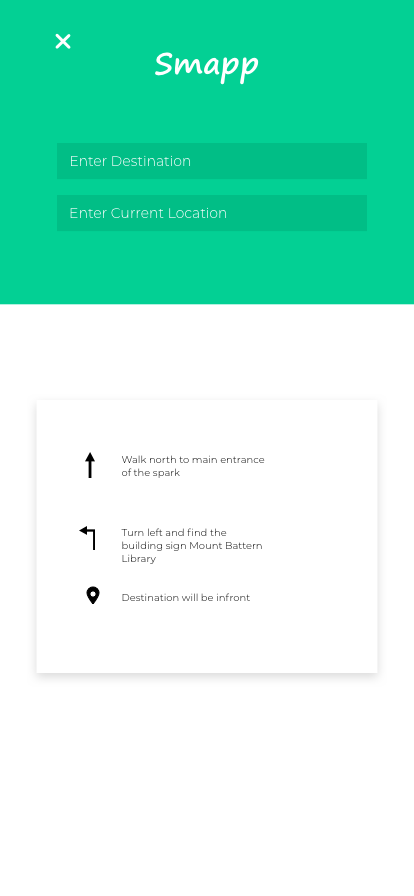 Smapp
Enter Destination
Enter Current Location
Walk north to main entrance
of the spark
Turn left and find the
building sign Mount Battern
Library
Destination will be infront